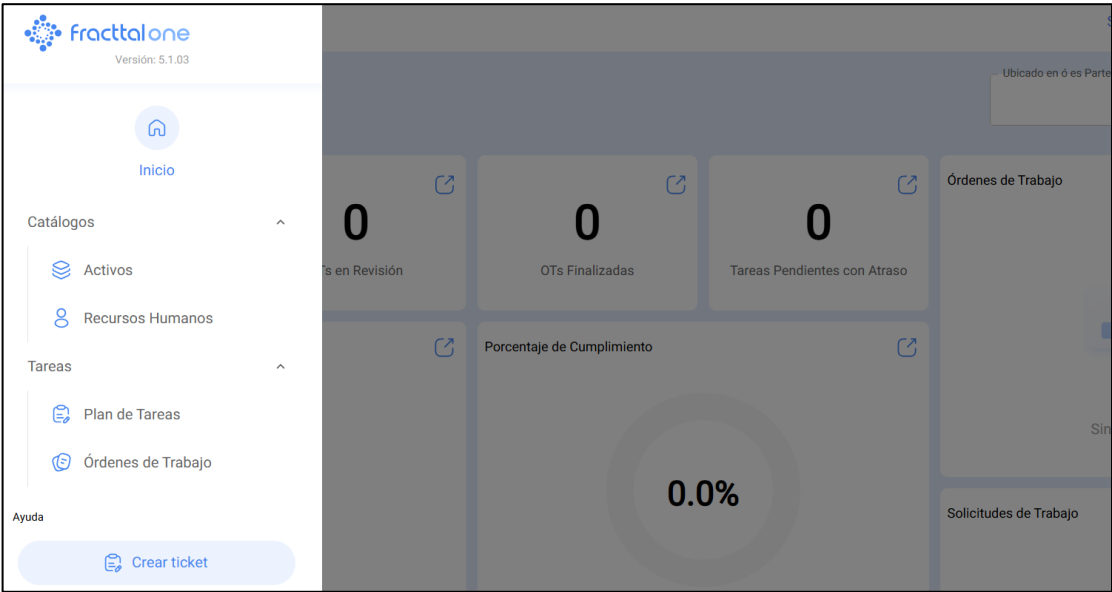 fracttalone
Versión: 5.1.03
Inicio
Catálogos
Activos
Recursos Humanos
Tareas
Plan de Tareas
Órdenes de Trabajo
Ayuda
Crear ticket
Ubicado en ó es Parte
0
s en Revisión
0
OTs Finalizadas
0
Tareas Pendientes con Atraso
Órdenes de Trabajo
Porcentaje de Cumplimiento
0.0%
Sin
Solicitudes de Trabajo